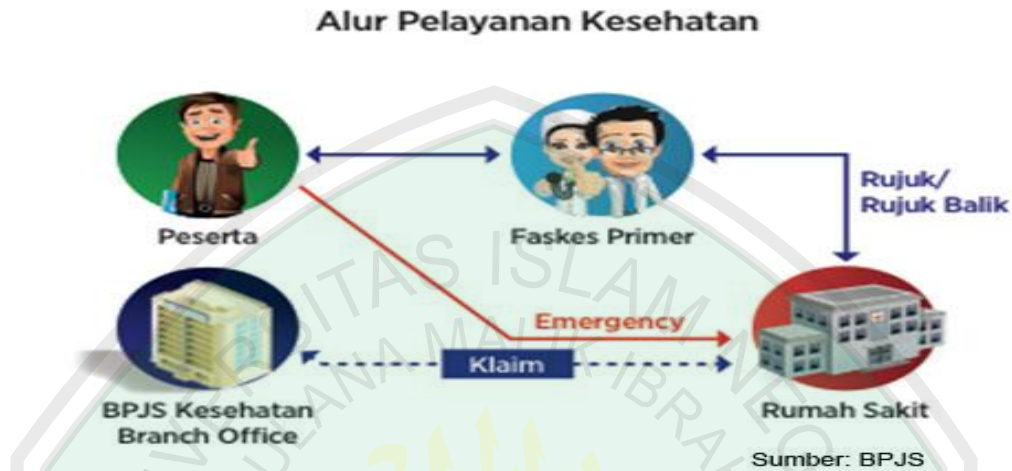 Alur Pelayanan Kesehatan
Peserta
Faskes Primer
Rujuk/
Rujuk Balik
Emergency
Klaim
BPJS Kesehatan
Branch Office
Rumah Sakit
Sumber: BPJS